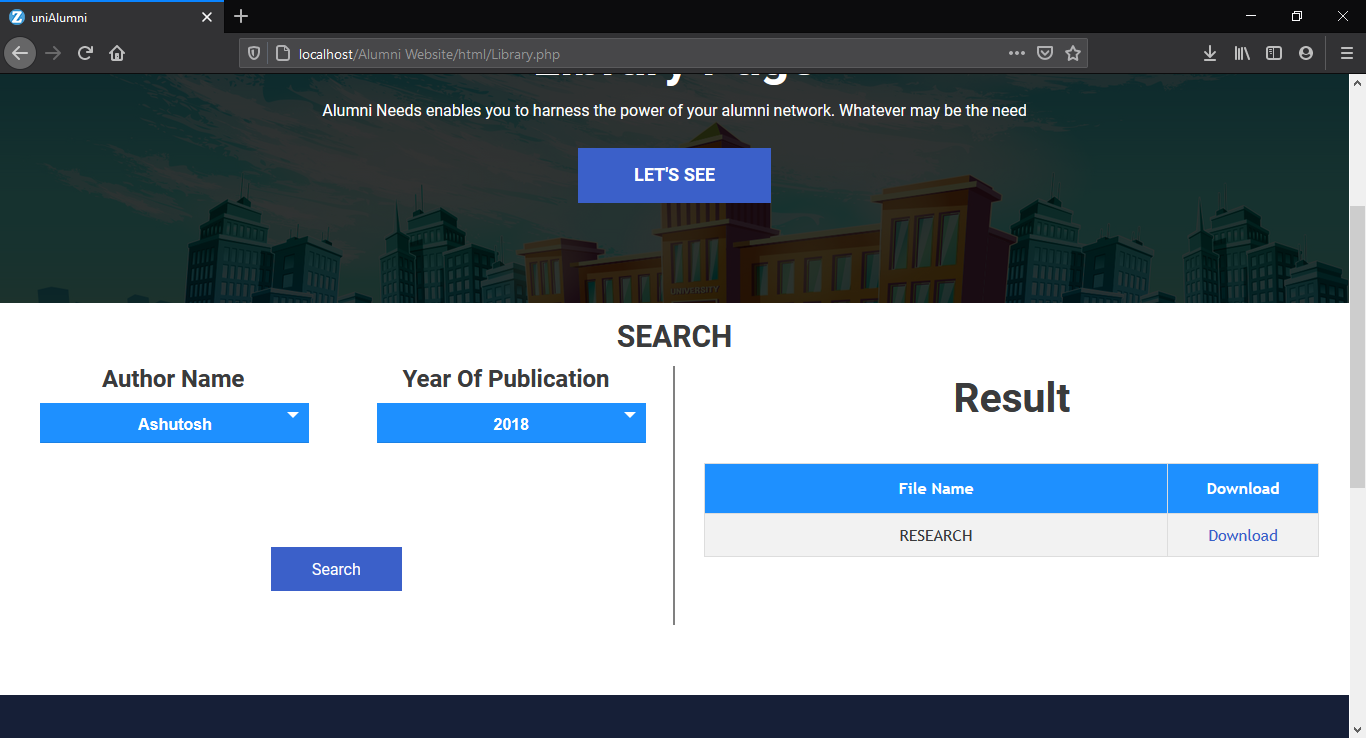 uniAlumni
localhost/Alumni Website/html/Library.php
Library Page
Alumni Needs enables you to harness the power of your alumni network. Whatever may be the need
LET'S SEE
UNIVERSITY
SEARCH
Author Name
Year Of Publication
Ashutosh
2018
Search
Result
File Name Download
RESEARCH Download